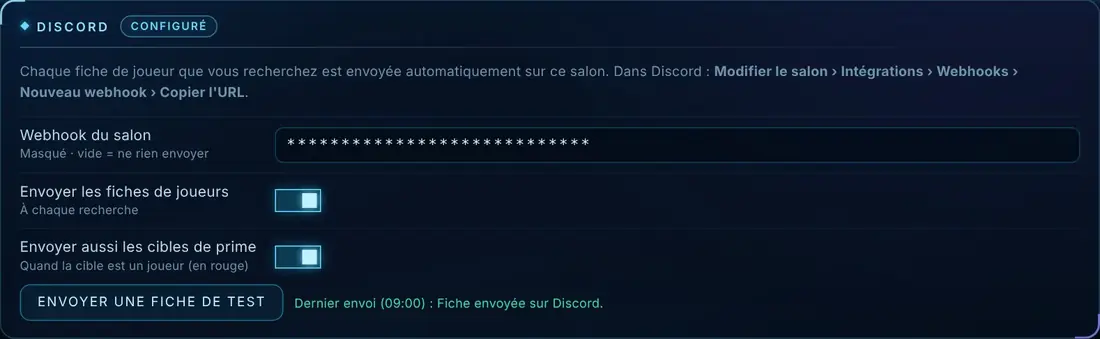 DISCORD CONFIGURÉ
Chaque fiche de joueur que vous recherchez est envoyée automatiquement sur ce salon. Dans Discord : Modifier le salon › Intégrations › Webhooks ›
Nouveau webhook › Copier l'URL.
Webhook du salon
Masqué · vide = ne rien envoyer
****************************
Envoyer les fiches de joueurs
À chaque recherche
Envoyer aussi les cibles de prime
Quand la cible est un joueur (en rouge)
ENVOYER UNE FICHE DE TEST
Dernier envoi (09:00) : Fiche envoyée sur Discord.